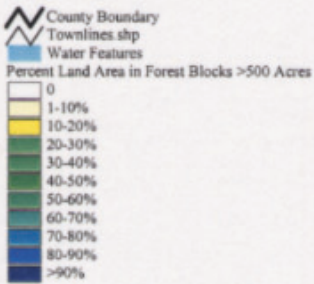 County Boundary
Townlines.shp
Water Features
Percent Land Area in Forest Blocks >500 Acres
0
1-10%
10-20%
20-30%
30-40%
40-50%
50-60%
60-70%
70-80%
80-90%
>90%